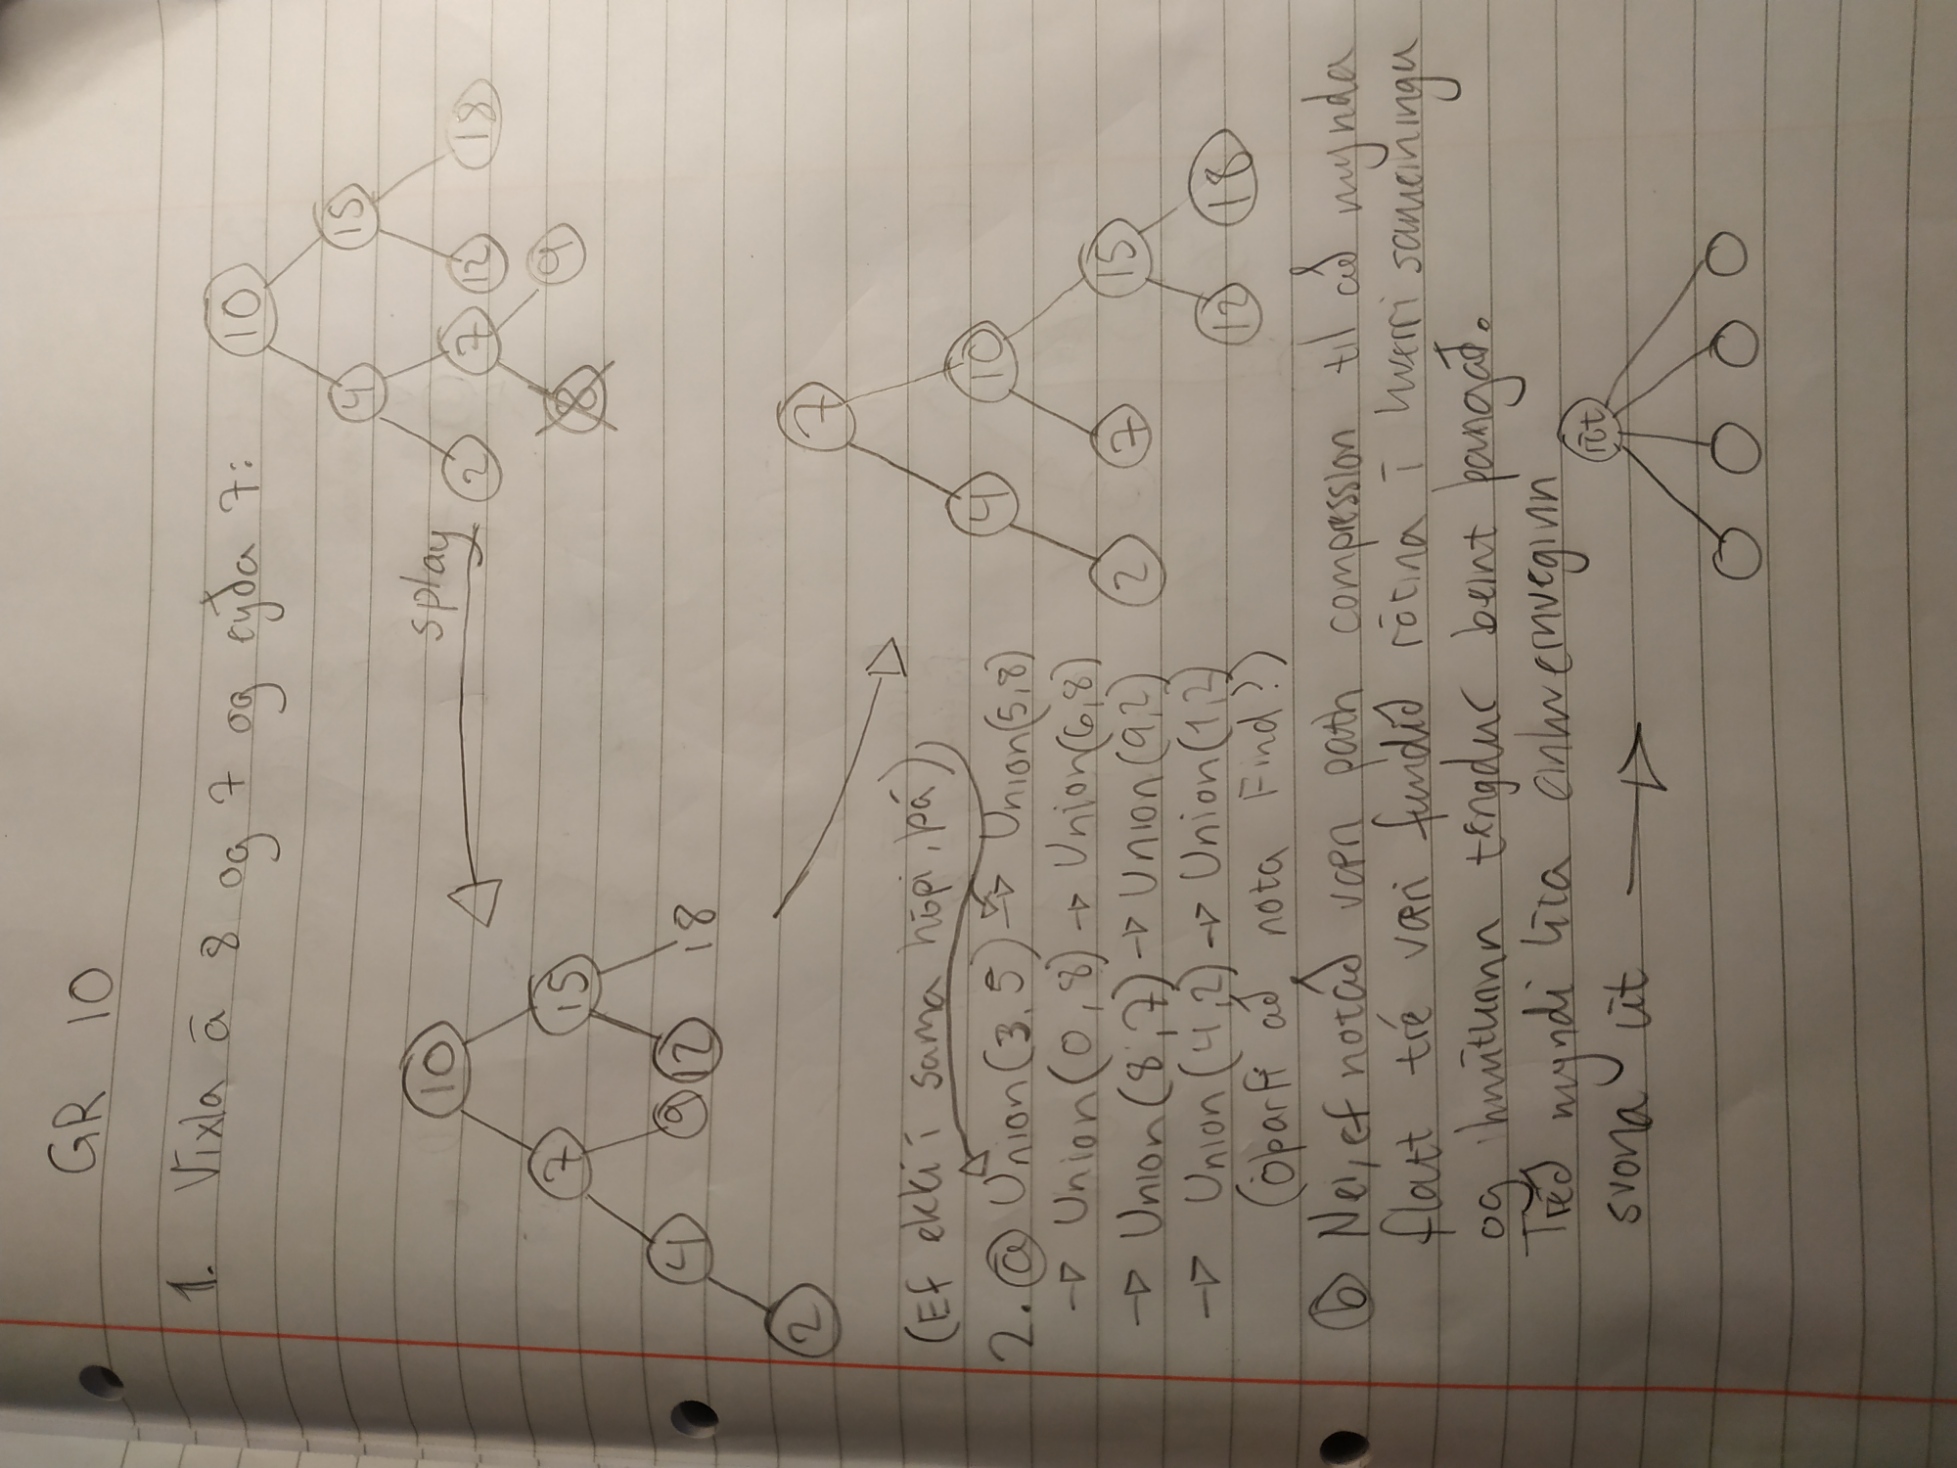 GR 10
1. Víxla á 8 og 7 og eyða 7:
10
4 15
2 7 12 18
8 9
splay
10
7 15
4 9 12 18
2
7
4 10
2 7 15
12 18
(Ef ekki í sama hópi, þá)
2. a Union(3,5) → Union(5,8)
→ Union(0,8) → Union(6,8)
→ Union(8,7) → Union(9,2)
→ Union(4,2) → Union(1,2)
(Óþarfi að nota Find?)
b Nei, ef notað væri path compression til að mynda
flatt tré væri fundið rótina í hverri sameiningu
og hnúturinn tengdur beint þangað.
Tréð myndi líta einhvernveginn
svona út →
rót